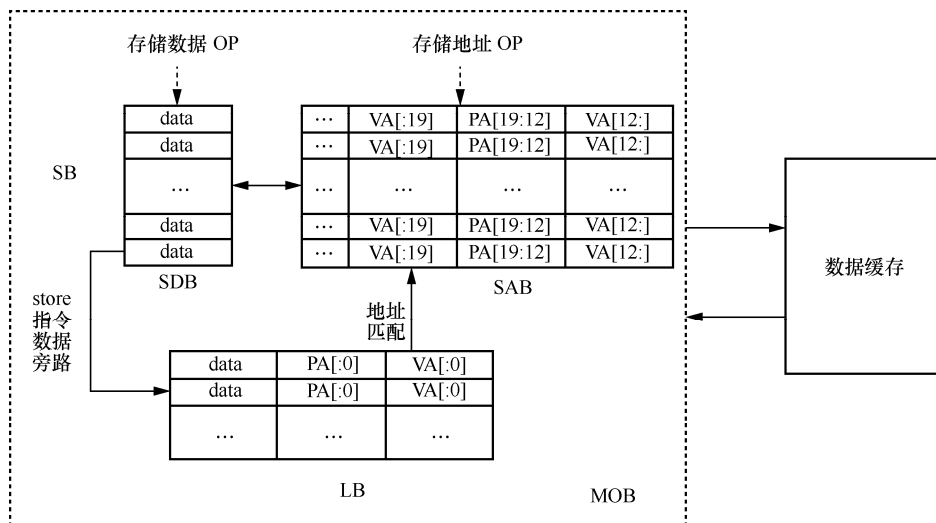 存储数据 OP
存储地址 OP
data
data
…
data
data
SB
SDB
… VA[:19] PA[19:12] VA[12:]
… VA[:19] PA[19:12] VA[12:]
… … … …
… VA[:19] PA[19:12] VA[12:]
… VA[:19] PA[19:12] VA[12:]
SAB
数据缓存
store
指令
数据
旁路
地址
匹配
data PA[:0] VA[:0]
data PA[:0] VA[:0]
… … …
LB
MOB